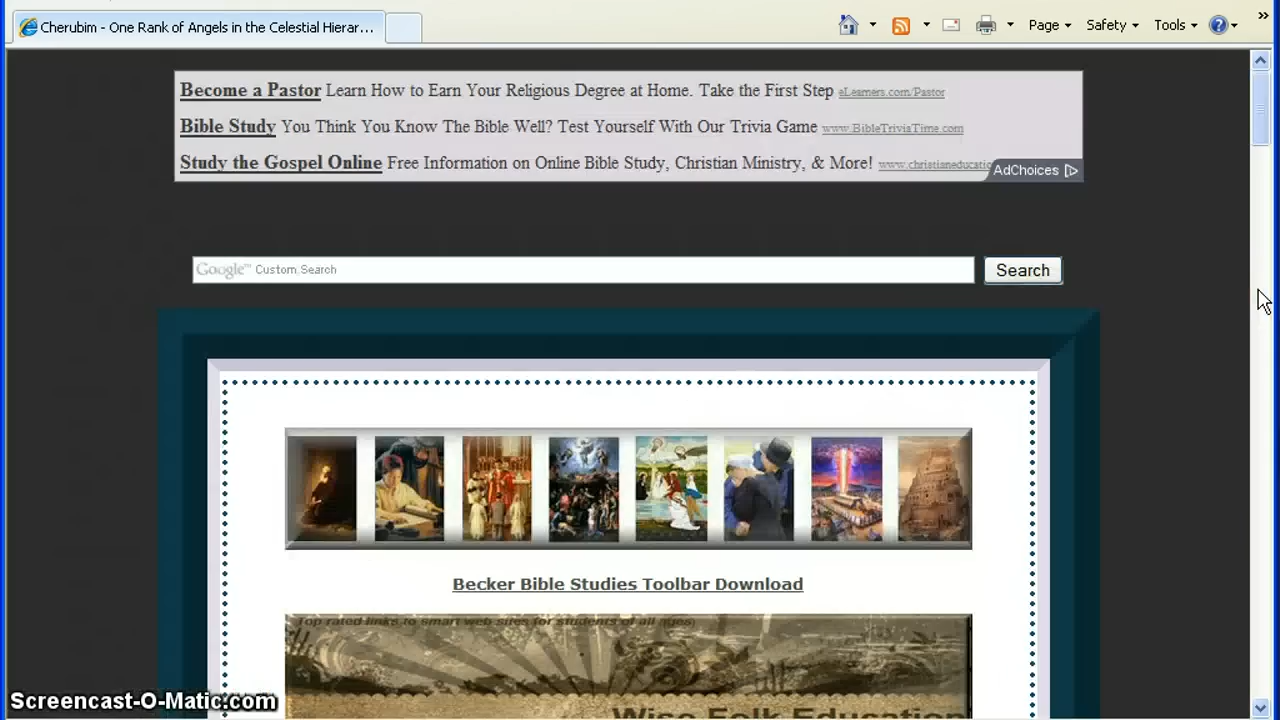 Cherubim - One Rank of Angels in the Celestial Hierar...
Page Safety Tools ? »
Become a Pastor Learn How to Earn Your Religious Degree at Home. Take the First Step eLearners.com/Pastor
Bible Study You Think You Know The Bible Well? Test Yourself With Our Trivia Game www.BibleTriviaTime.com
Study the Gospel Online Free Information on Online Bible Study, Christian Ministry, & More! www.christianeducatio
AdChoices
Google™ Custom Search Search
Becker Bible Studies Toolbar Download
Top rated links to smart web sites for students of all ages
Wise Folk Education
Screencast-O-Matic.com